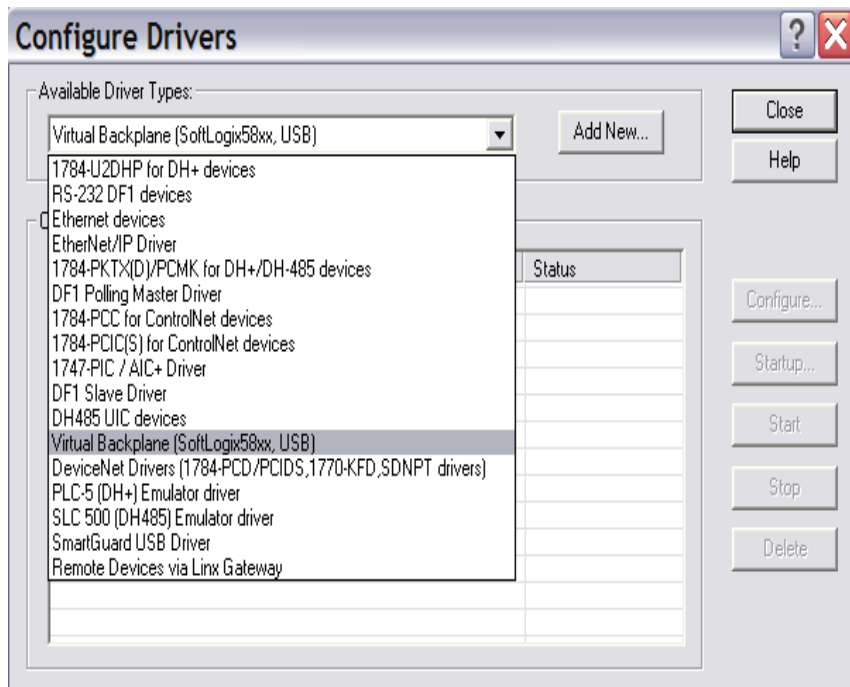 Configure Drivers
?
Available Driver Types:
Virtual Backplane (SoftLogix58xx, USB)
Add New...
Close
Help
1784-U2DHP for DH+ devices
RS-232 DF1 devices
Ethernet devices
EtherNet/IP Driver
1784-PKTX(D)/PCMK for DH+/DH-485 devices
DF1 Polling Master Driver
1784-PCC for ControlNet devices
1784-PCIC(S) for ControlNet devices
1747-PIC / AIC+ Driver
DF1 Slave Driver
DH485 UIC devices
Virtual Backplane (SoftLogix58xx, USB)
DeviceNet Drivers (1784-PCD/PCIDS,1770-KFD,SDNPT drivers)
PLC-5 (DH+) Emulator driver
SLC 500 (DH485) Emulator driver
SmartGuard USB Driver
Remote Devices via Linx Gateway
Status
Configure...
Startup...
Start
Stop
Delete